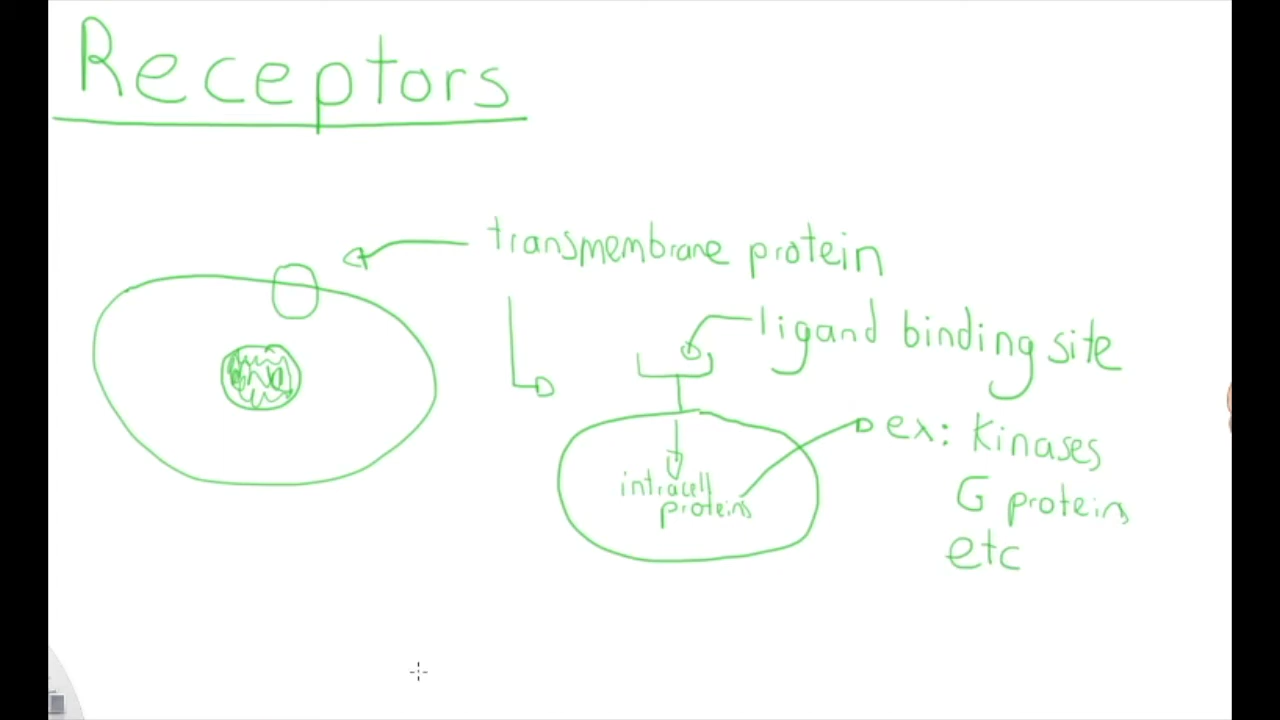 Receptors
transmembrane protein
ligand binding site
intracell
proteins
ex: Kinases
G proteins
etc